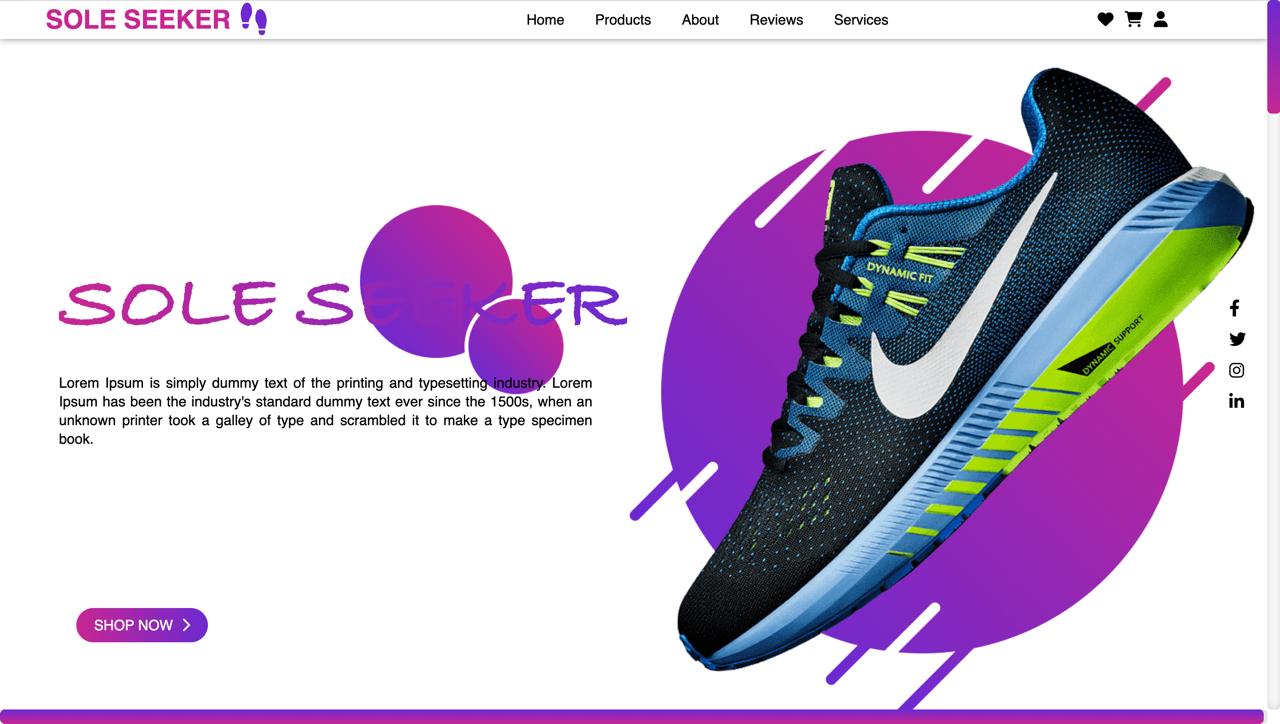 SOLE SEEKER
Home
Products
About
Reviews
Services
SOLE SEEKER
Lorem Ipsum is simply dummy text of the printing and typesetting industry. Lorem
Ipsum has been the industry's standard dummy text ever since the 1500s, when an
unknown printer took a galley of type and scrambled it to make a type specimen
book.
SHOP NOW
DYNAMIC FIT
DYNAMIC SUPPORT